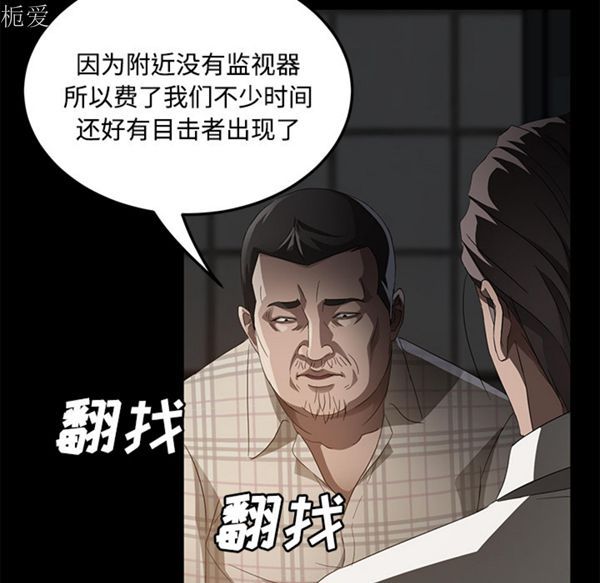 栀爱
因为附近没有监视器
所以费了我们不少时间
还好有目击者出现了
翻找
翻找